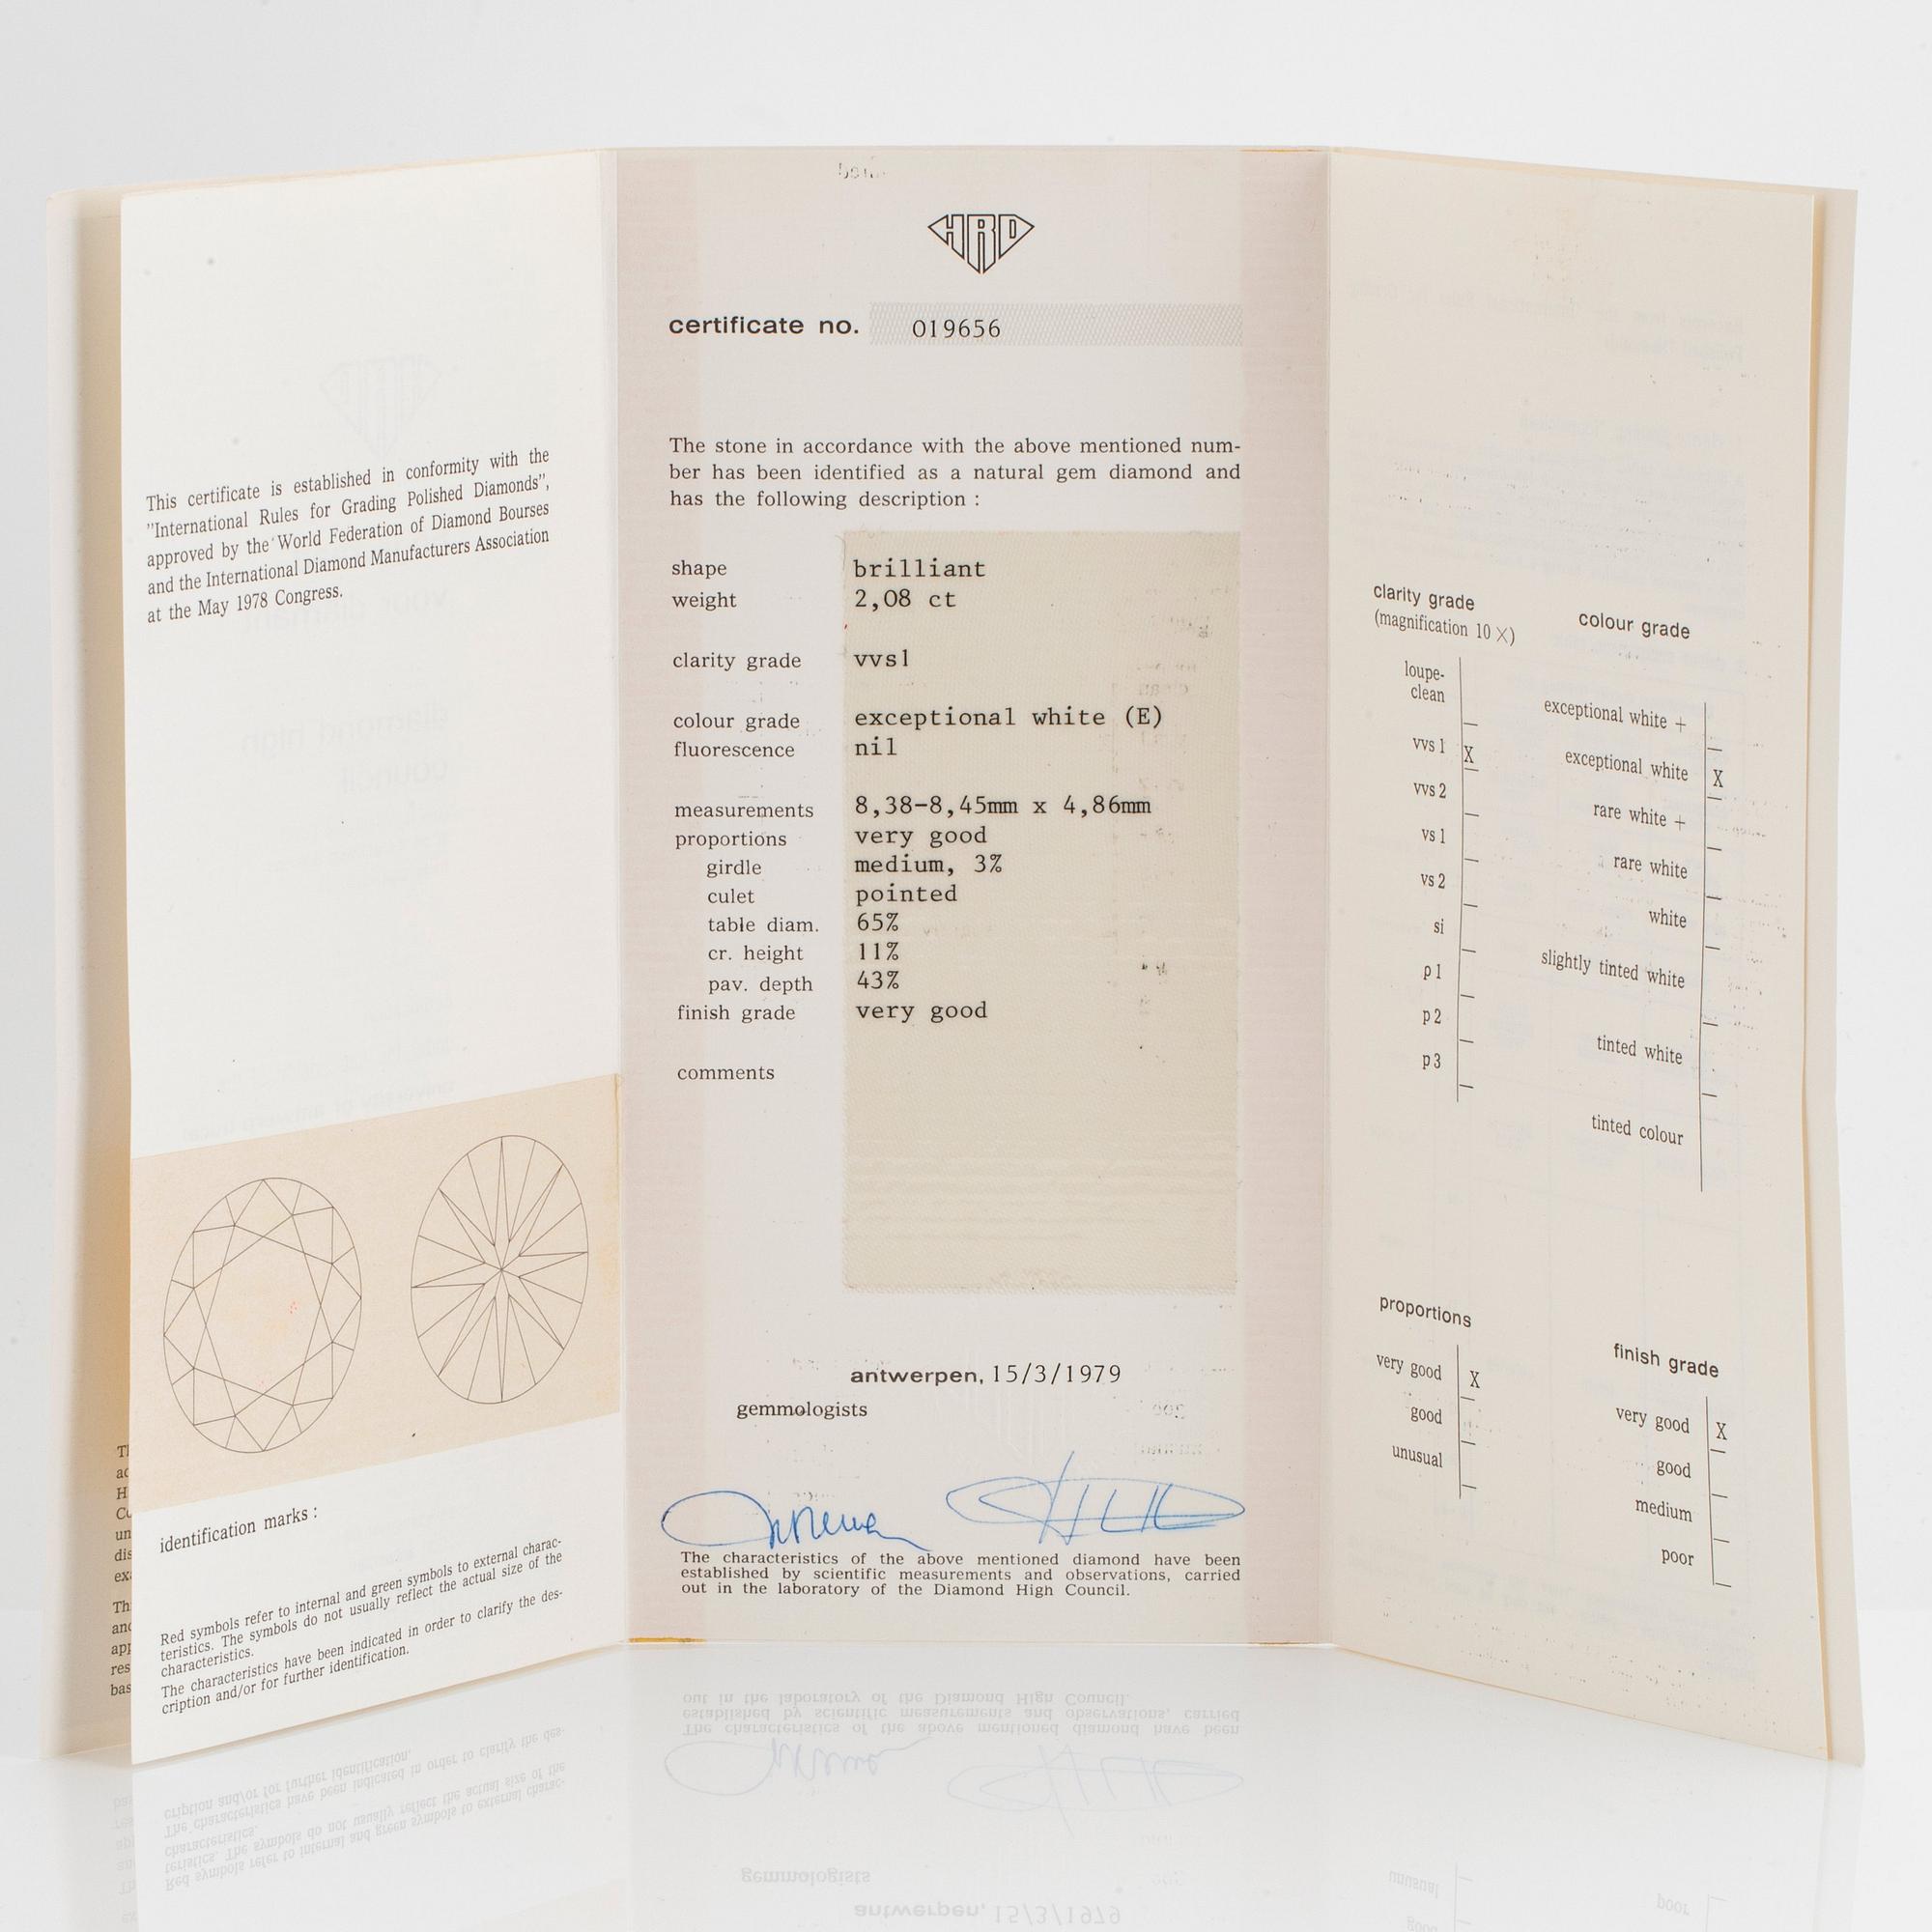 This certificate is established in conformity with the
"International Rules for Grading Polished Diamonds",
approved by the World Federation of Diamond Bourses
and the International Diamond Manufacturers Association
at the May 1978 Congress.
identification marks :
Red symbols refer to internal and green symbols to external charac-
teristics. The symbols do not usually reflect the actual size of the
characteristics.
The characteristics have been indicated in order to clarify the des-
cription and/or for further identification.
HRD
certificate no. 019656
The stone in accordance with the above mentioned num-
ber has been identified as a natural gem diamond and
has the following description :
shape brilliant
weight 2,08 ct
clarity grade vvs1
colour grade exceptional white (E)
fluorescence nil
measurements 8,38-8,45mm x 4,86mm
proportions very good
girdle medium, 3%
culet pointed
table diam. 65%
cr. height 11%
pav. depth 43%
finish grade very good
comments
antwerpen, 15/3/1979
gemmologists
The characteristics of the above mentioned diamond have been
established by scientific measurements and observations, carried
out in the laboratory of the Diamond High Council.
clarity grade
(magnification 10 X)
loupe-
clean
vvs 1 X
vvs 2
vs 1
vs 2
si
p 1
p 2
p 3
colour grade
exceptional white +
exceptional white X
rare white +
rare white
white
slightly tinted white
tinted white
tinted colour
proportions
very good X
good
unusual
finish grade
very good X
good
medium
poor